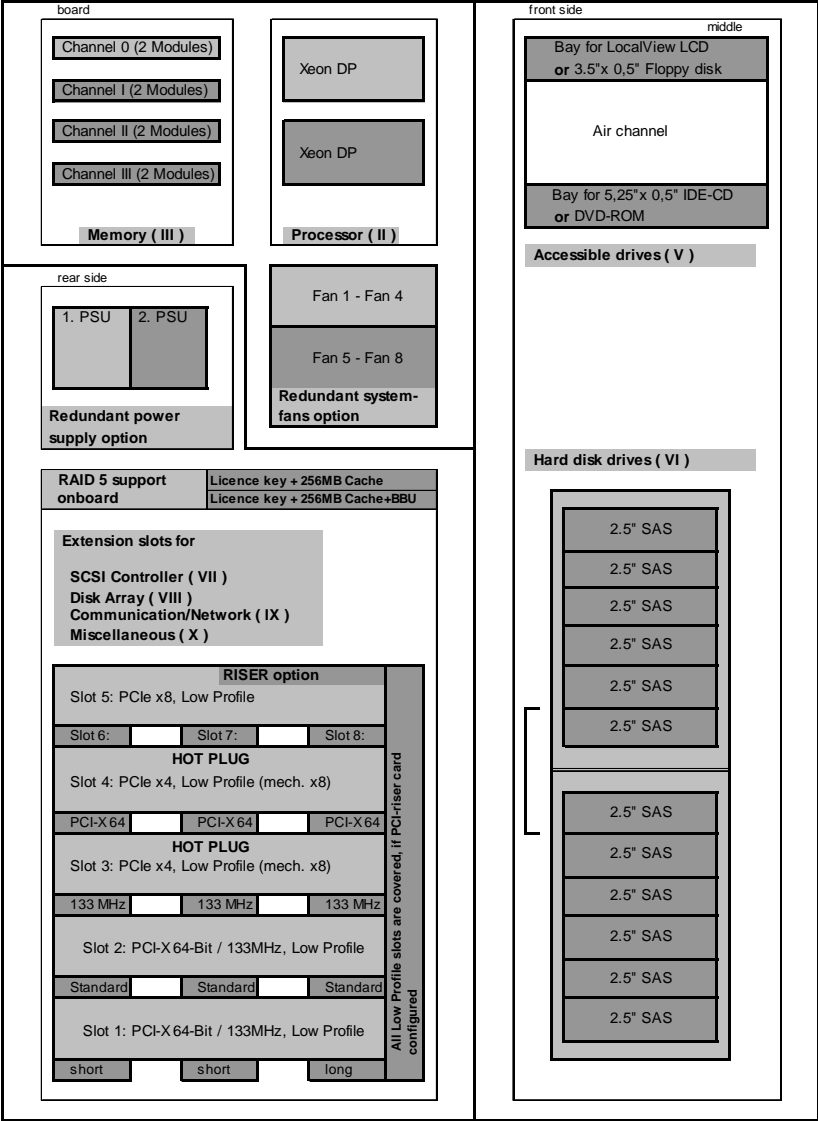 board
Channel 0 (2 Modules)
Channel I (2 Modules)
Channel II (2 Modules)
Channel III (2 Modules)
Memory ( III )
Xeon DP
Xeon DP
Processor ( II )
rear side
1. PSU
2. PSU
Redundant power
supply option
Fan 1 - Fan 4
Fan 5 - Fan 8
Redundant system-
fans option
RAID 5 support
onboard
Licence key + 256MB Cache
Licence key + 256MB Cache+BBU
Extension slots for
SCSI Controller ( VII )
Disk Array ( VIII )
Communication/Network ( IX )
Miscellaneous ( X )
RISER option
Slot 5: PCIe x8, Low Profile
Slot 6:
Slot 7:
Slot 8:
HOT PLUG
Slot 4: PCIe x4, Low Profile (mech. x8)
PCI-X 64
PCI-X 64
PCI-X 64
HOT PLUG
Slot 3: PCIe x4, Low Profile (mech. x8)
133 MHz
133 MHz
133 MHz
Slot 2: PCI-X 64-Bit / 133MHz, Low Profile
Standard
Standard
Standard
Slot 1: PCI-X 64-Bit / 133MHz, Low Profile
short
short
long
All Low Profile slots are covered, if PCI-riser card
configured
front side
middle
Bay for LocalView LCD
or 3.5"x 0,5" Floppy disk
Air channel
Bay for 5,25"x 0,5" IDE-CD
or DVD-ROM
Accessible drives ( V )
Hard disk drives ( VI )
2.5" SAS
2.5" SAS
2.5" SAS
2.5" SAS
2.5" SAS
2.5" SAS
2.5" SAS
2.5" SAS
2.5" SAS
2.5" SAS
2.5" SAS
2.5" SAS